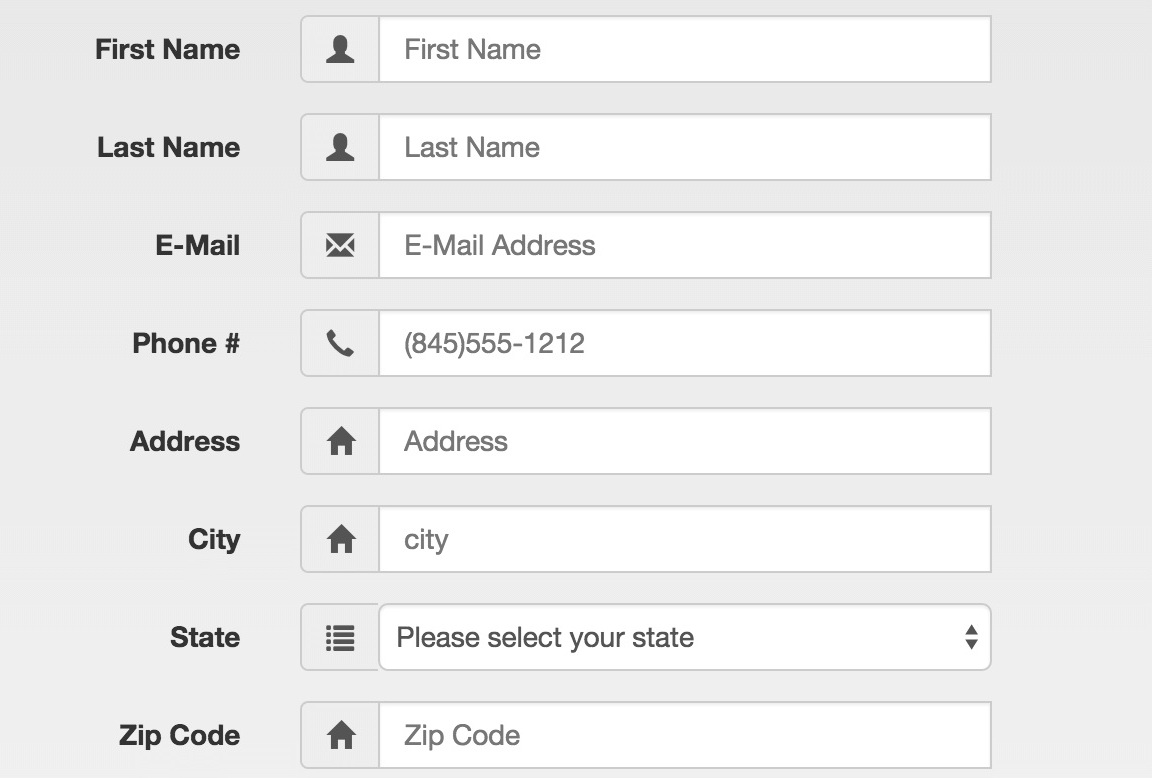 First Name First Name
Last Name Last Name
E-Mail E-Mail Address
Phone # (845)555-1212
Address Address
City city
State Please select your state
Zip Code Zip Code